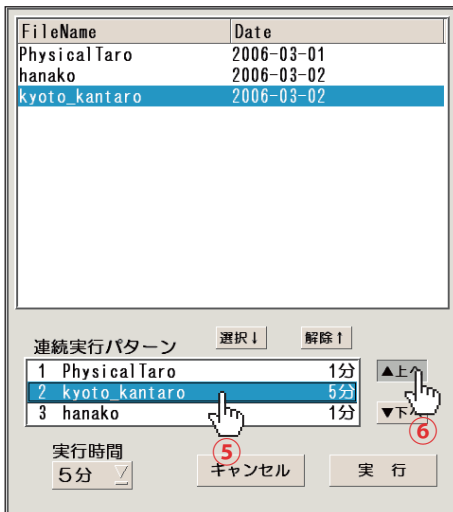 FileName Date
PhysicalTaro 2006-03-01
hanako 2006-03-02
kyoto_kantaro 2006-03-02
連続実行パターン 選択↓ 解除↑
1 PhysicalTaro 1分 ▲上へ
2 kyoto_kantaro 5分
3 hanako 1分 ▼下へ
⑤ ⑥
実行時間
5分 キャンセル 実 行